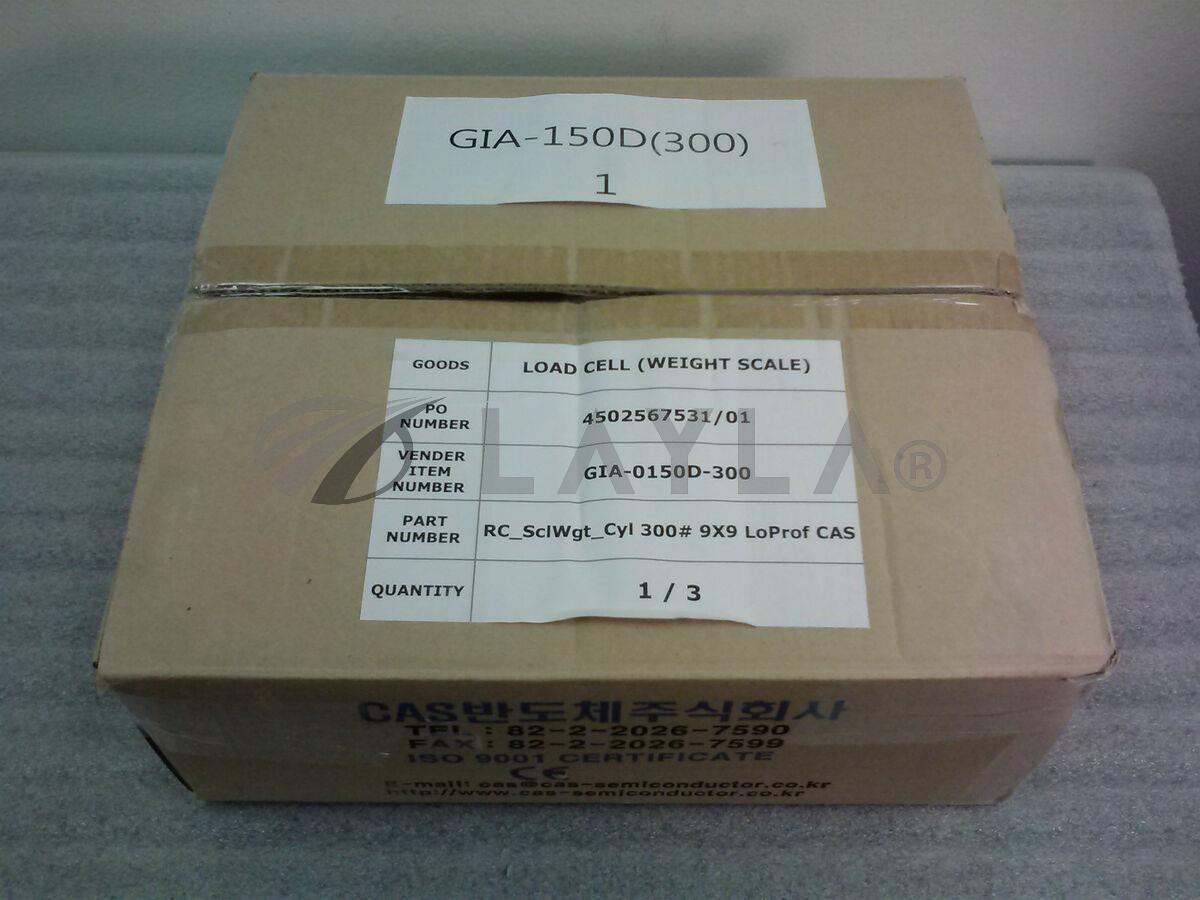 GIA-150D(300)
1
GOODS LOAD CELL (WEIGHT SCALE)
PO NUMBER 4502567531/01
VENDER ITEM NUMBER GIA-0150D-300
PART NUMBER RC_SclWgt_Cyl 300# 9X9 LoProf CAS
QUANTITY 1 / 3
LAYLA®
CAS반도체주식회사
TEL : 82-2-2026-7590
FAX : 82-2-2026-7599
ISO 9001 CERTIFICATE
CE
E-mail: cas@cas-semiconductor.co.kr
http://www.cas-semiconductor.co.kr